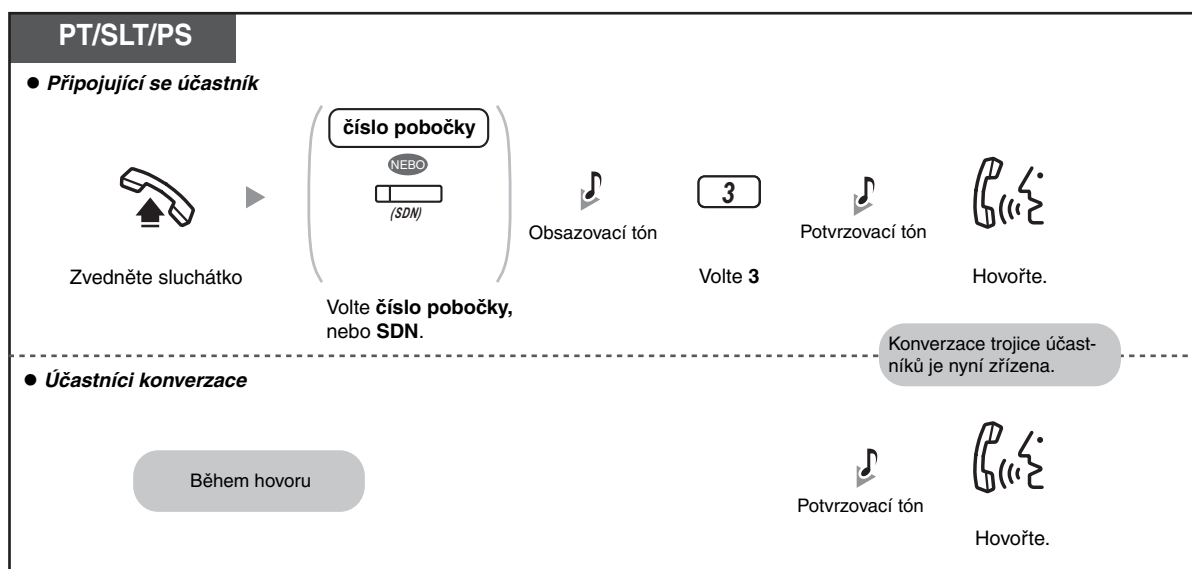 PT/SLT/PS
● Připojující se účastník
číslo pobočky
NEBO
(SDN)
Obsazovací tón
3
Potvrzovací tón
Zvedněte sluchátko
Volte číslo pobočky,
nebo SDN.
Volte 3
Hovořte.
Konverzace trojice účast-
níků je nyní zřízena.
● Účastníci konverzace
Během hovoru
Potvrzovací tón
Hovořte.